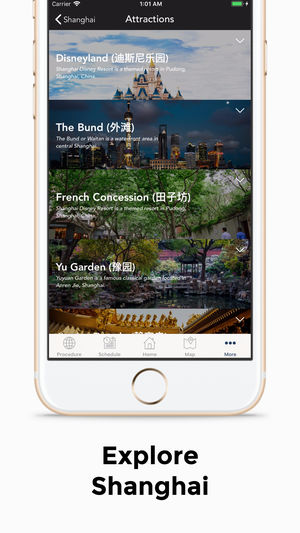 Carrier
1:01 AM
Shanghai
Attractions
Disneyland (迪斯尼乐园)
Shanghai Disney Resort is a themed resort in Pudong,
Shanghai, China.
The Bund (外滩)
The Bund or Waitan is a waterfront area in
central Shanghai.
French Concession (田子坊)
Shanghai Disney Resort is a themed resort in Pudong,
Shanghai, China.
Yu Garden (豫园)
Yuyuan Garden is a famous classical garden located in
Anren Jie, Shanghai.
Procedure
Schedule
Home
Map
More
Explore
Shanghai